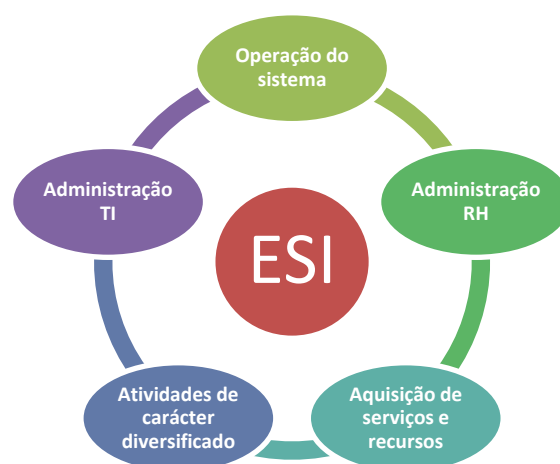 Operação do
sistema
Administração
TI
Administração
RH
ESI
Atividades de
carácter
diversificado
Aquisição de
serviços e
recursos